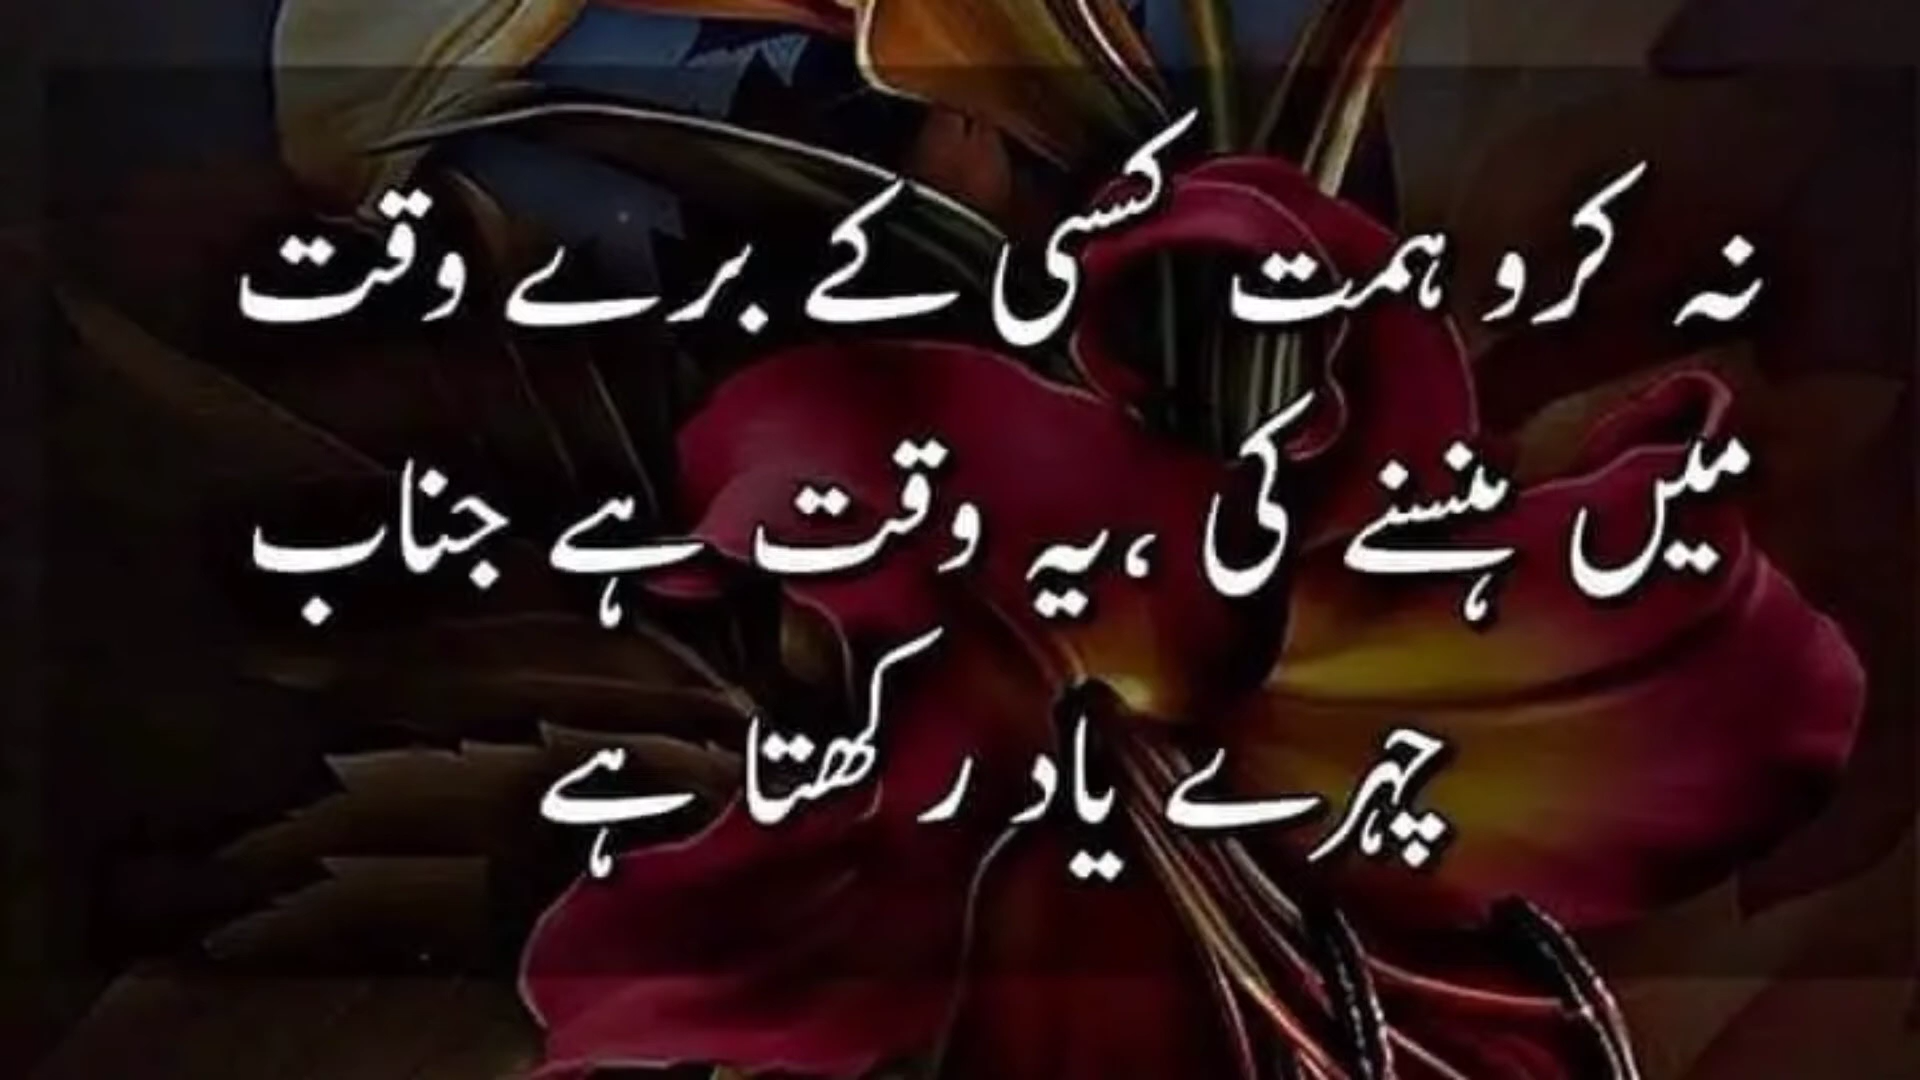 نہ کرو ہمت کسی کے برے وقت
میں ہنسنے کی ،یہ وقت ہے جناب
چہرے یاد رکھتا ہے